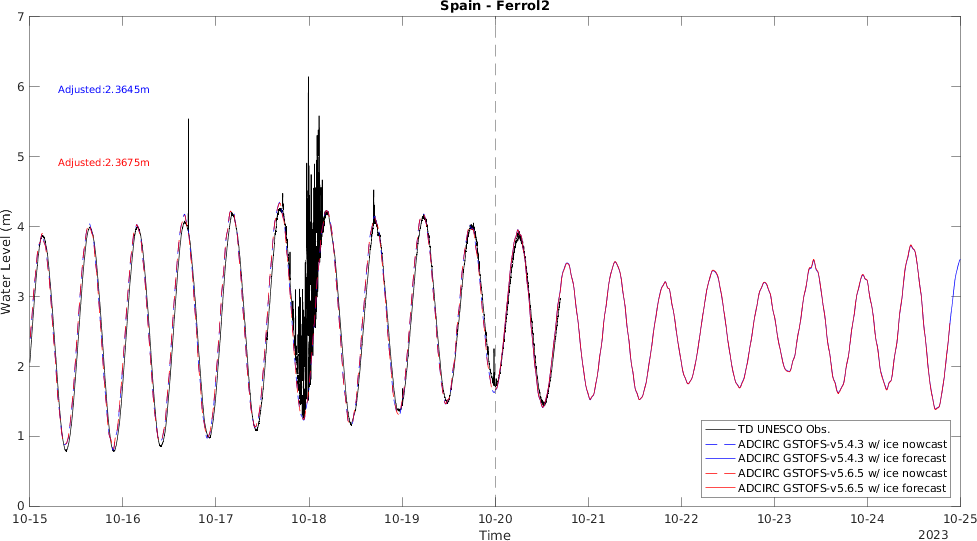 Spain - Ferrol2
7
6
5
4
3
2
1
0
Water Level (m)
Adjusted:2.3645m
Adjusted:2.3675m
TD UNESCO Obs.
ADCIRC GSTOFS-v5.4.3 w/ ice nowcast
ADCIRC GSTOFS-v5.4.3 w/ ice forecast
ADCIRC GSTOFS-v5.6.5 w/ ice nowcast
ADCIRC GSTOFS-v5.6.5 w/ ice forecast
10-15 10-16 10-17 10-18 10-19 10-20 10-21 10-22 10-23 10-24 10-25
Time
2023